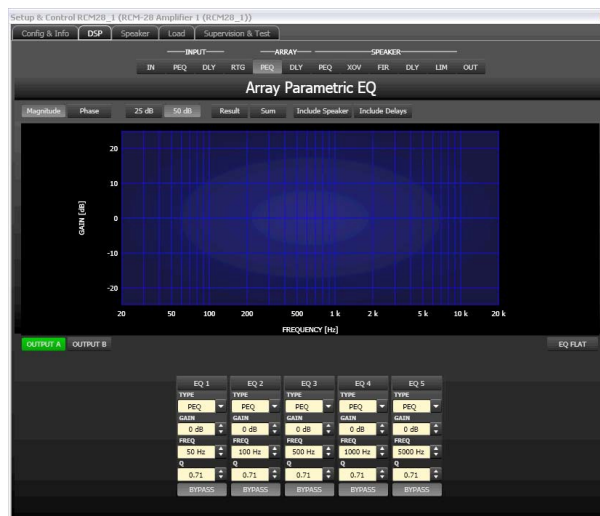 Setup & Control RCM28_1 (RCM-28 Amplifier 1 (RCM28_1))
Config & Info DSP Speaker Load Supervision & Test
INPUT ARRAY SPEAKER
IN PEQ DLY RTG PEQ DLY PEQ XOV FIR DLY LIM OUT
Array Parametric EQ
Magnitude Phase 25 dB 50 dB Result Sum Include Speaker Include Delays
20
10
0
-10
-20
GAIN [dB]
20 50 100 200 500 1 k 2 k 5 k 10 k 20 k
FREQUENCY [Hz]
OUTPUT A OUTPUT B EQ FLAT
EQ 1 EQ 2 EQ 3 EQ 4 EQ 5
TYPE TYPE TYPE TYPE TYPE
PEQ PEQ PEQ PEQ PEQ
GAIN GAIN GAIN GAIN GAIN
0 dB 0 dB 0 dB 0 dB 0 dB
FREQ FREQ FREQ FREQ FREQ
50 Hz 100 Hz 500 Hz 1000 Hz 5000 Hz
Q Q Q Q Q
0.71 0.71 0.71 0.71 0.71
BYPASS BYPASS BYPASS BYPASS BYPASS